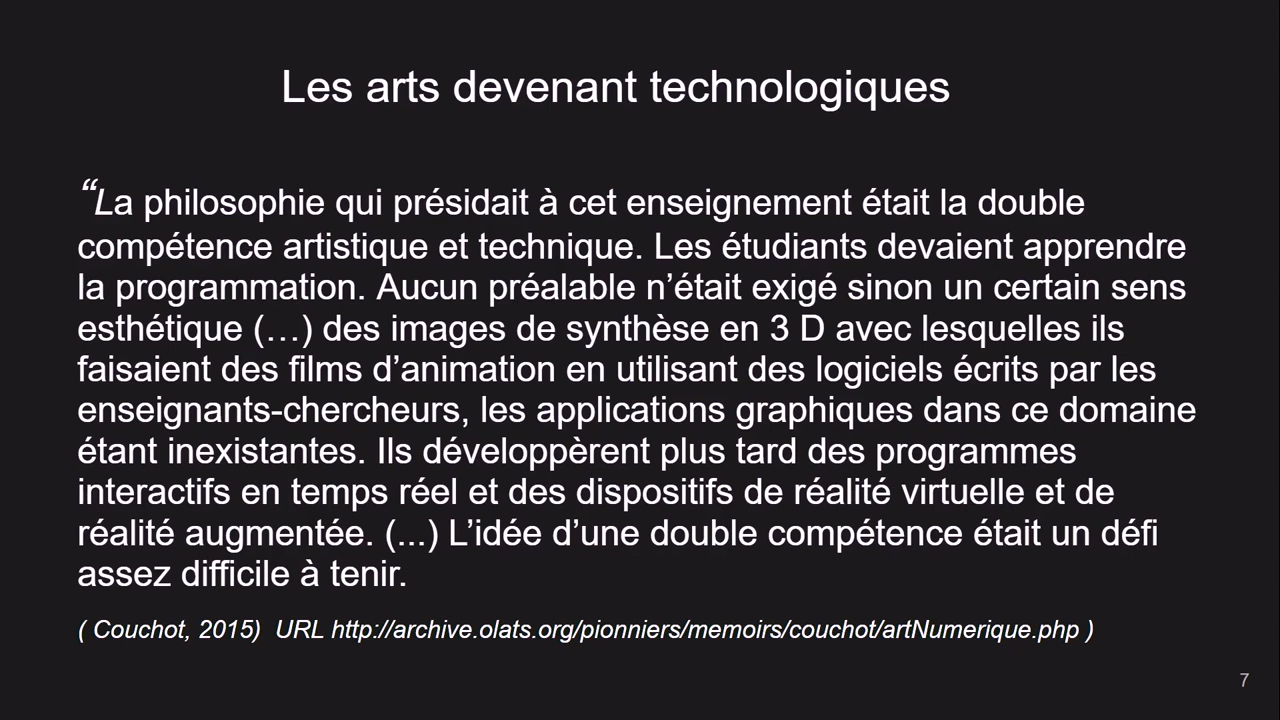 Les arts devenant technologiques
“La philosophie qui présidait à cet enseignement était la double
compétence artistique et technique. Les étudiants devaient apprendre
la programmation. Aucun préalable n’était exigé sinon un certain sens
esthétique (…) des images de synthèse en 3 D avec lesquelles ils
faisaient des films d’animation en utilisant des logiciels écrits par les
enseignants-chercheurs, les applications graphiques dans ce domaine
étant inexistantes. Ils développèrent plus tard des programmes
interactifs en temps réel et des dispositifs de réalité virtuelle et de
réalité augmentée. (...) L’idée d’une double compétence était un défi
assez difficile à tenir.
( Couchot, 2015) URL http://archive.olats.org/pionniers/memoirs/couchot/artNumerique.php )
7